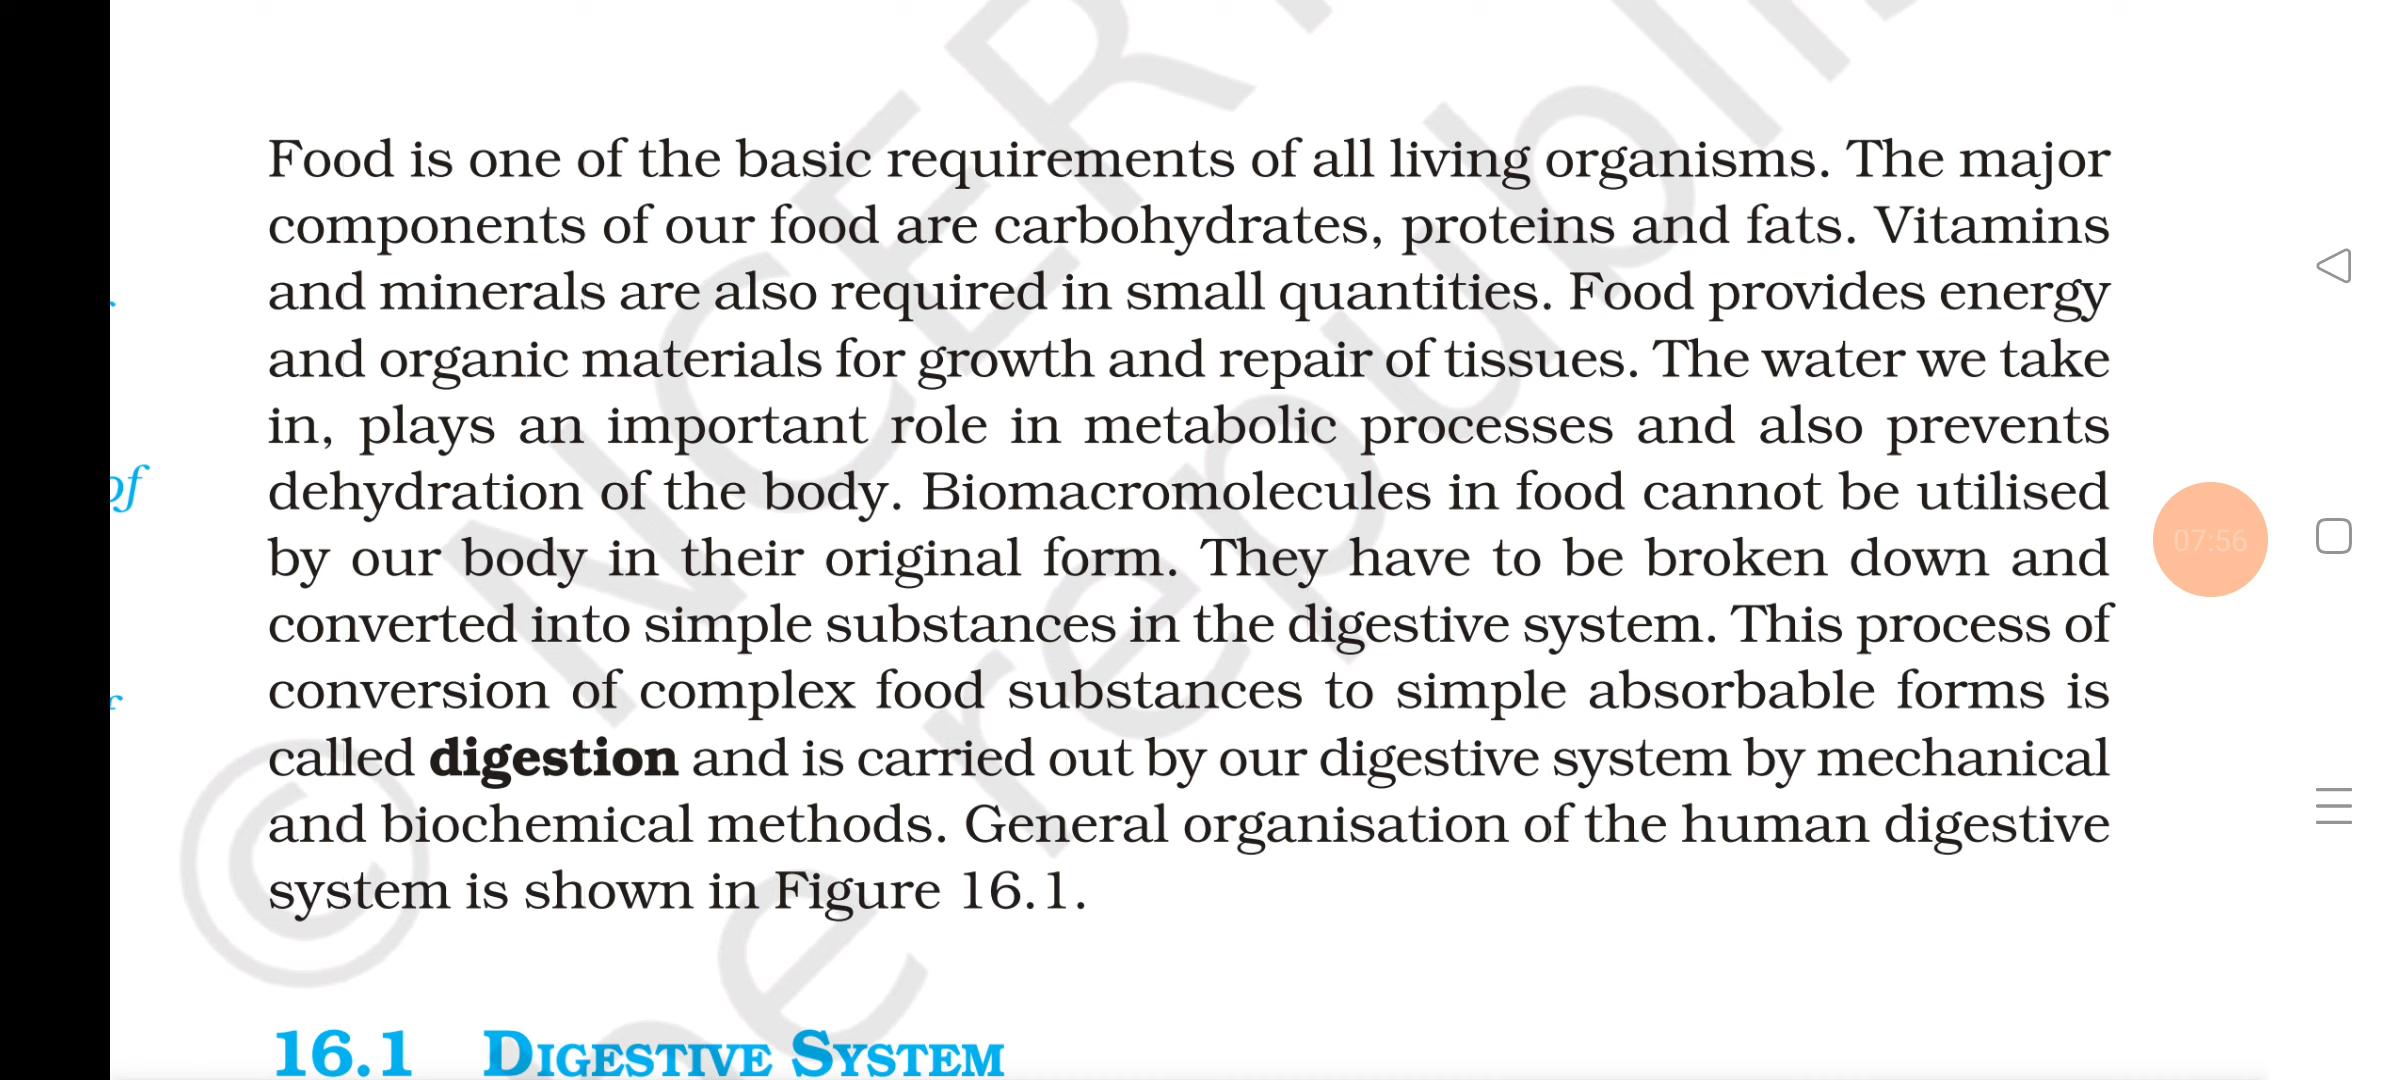 Food is one of the basic requirements of all living organisms. The major
components of our food are carbohydrates, proteins and fats. Vitamins
and minerals are also required in small quantities. Food provides energy
and organic materials for growth and repair of tissues. The water we take
in, plays an important role in metabolic processes and also prevents
dehydration of the body. Biomacromolecules in food cannot be utilised
of
by our body in their original form. They have to be broken down and
07:56
converted into simple substances in the digestive system. This process of
conversion of complex food substances to simple absorbable forms is
called digestion and is carried out by our digestive system by mechanical
and biochemical methods. General organisation of the human digestive
system is shown in Figure 16.1.
16.1 DIGESTIVE SYSTEM
© NCER
republi